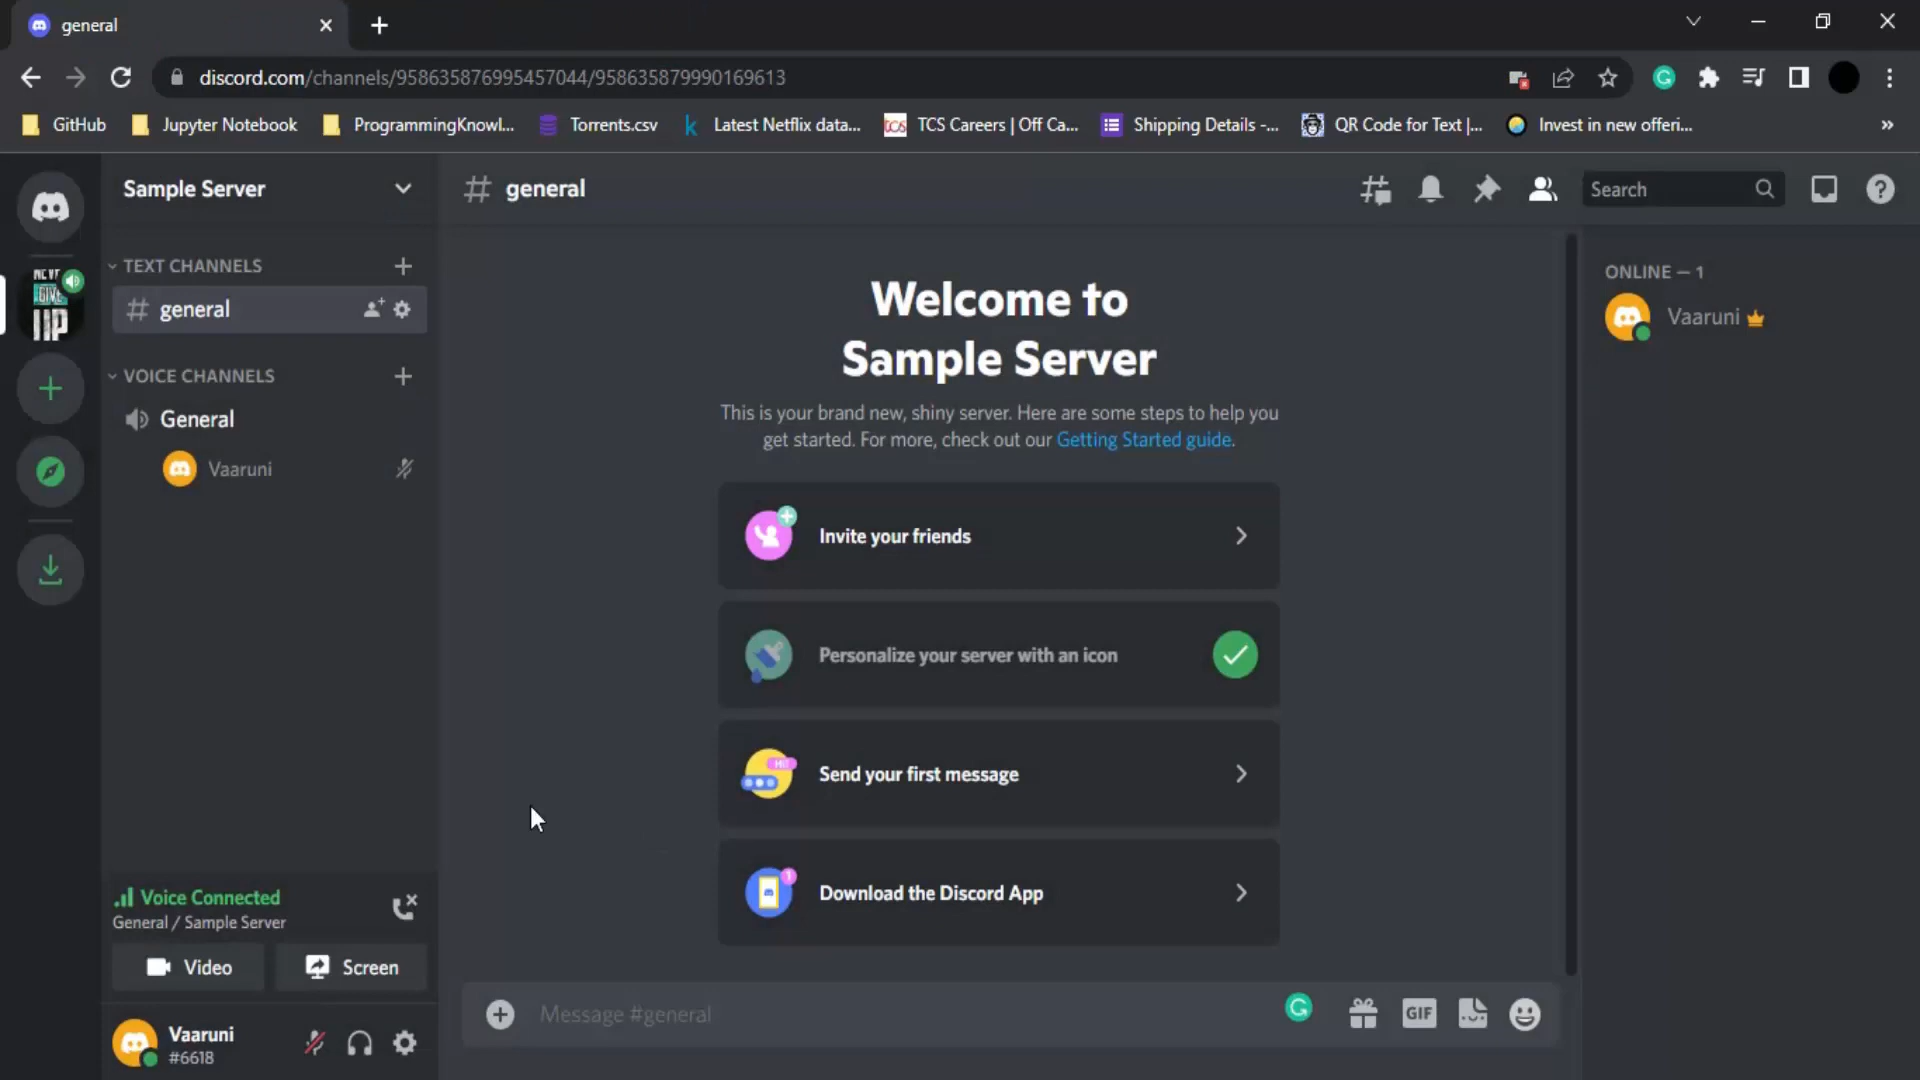 general
discord.com/channels/958635876995457044/958635879990169613
GitHub
Jupyter Notebook
ProgrammingKnowl...
Torrents.csv
Latest Netflix data...
TCS Careers | Off Ca...
Shipping Details -...
QR Code for Text |...
Invest in new offeri...
»
Sample Server
general
Search
TEXT CHANNELS
general
VOICE CHANNELS
General
Vaaruni
GIVE
UP
Welcome to
Sample Server
This is your brand new, shiny server. Here are some steps to help you
get started. For more, check out our Getting Started guide.
Invite your friends
Personalize your server with an icon
Send your first message
Download the Discord App
ONLINE — 1
Vaaruni
Voice Connected
General / Sample Server
Video
Screen
Vaaruni
#6618
Message #general
GIF